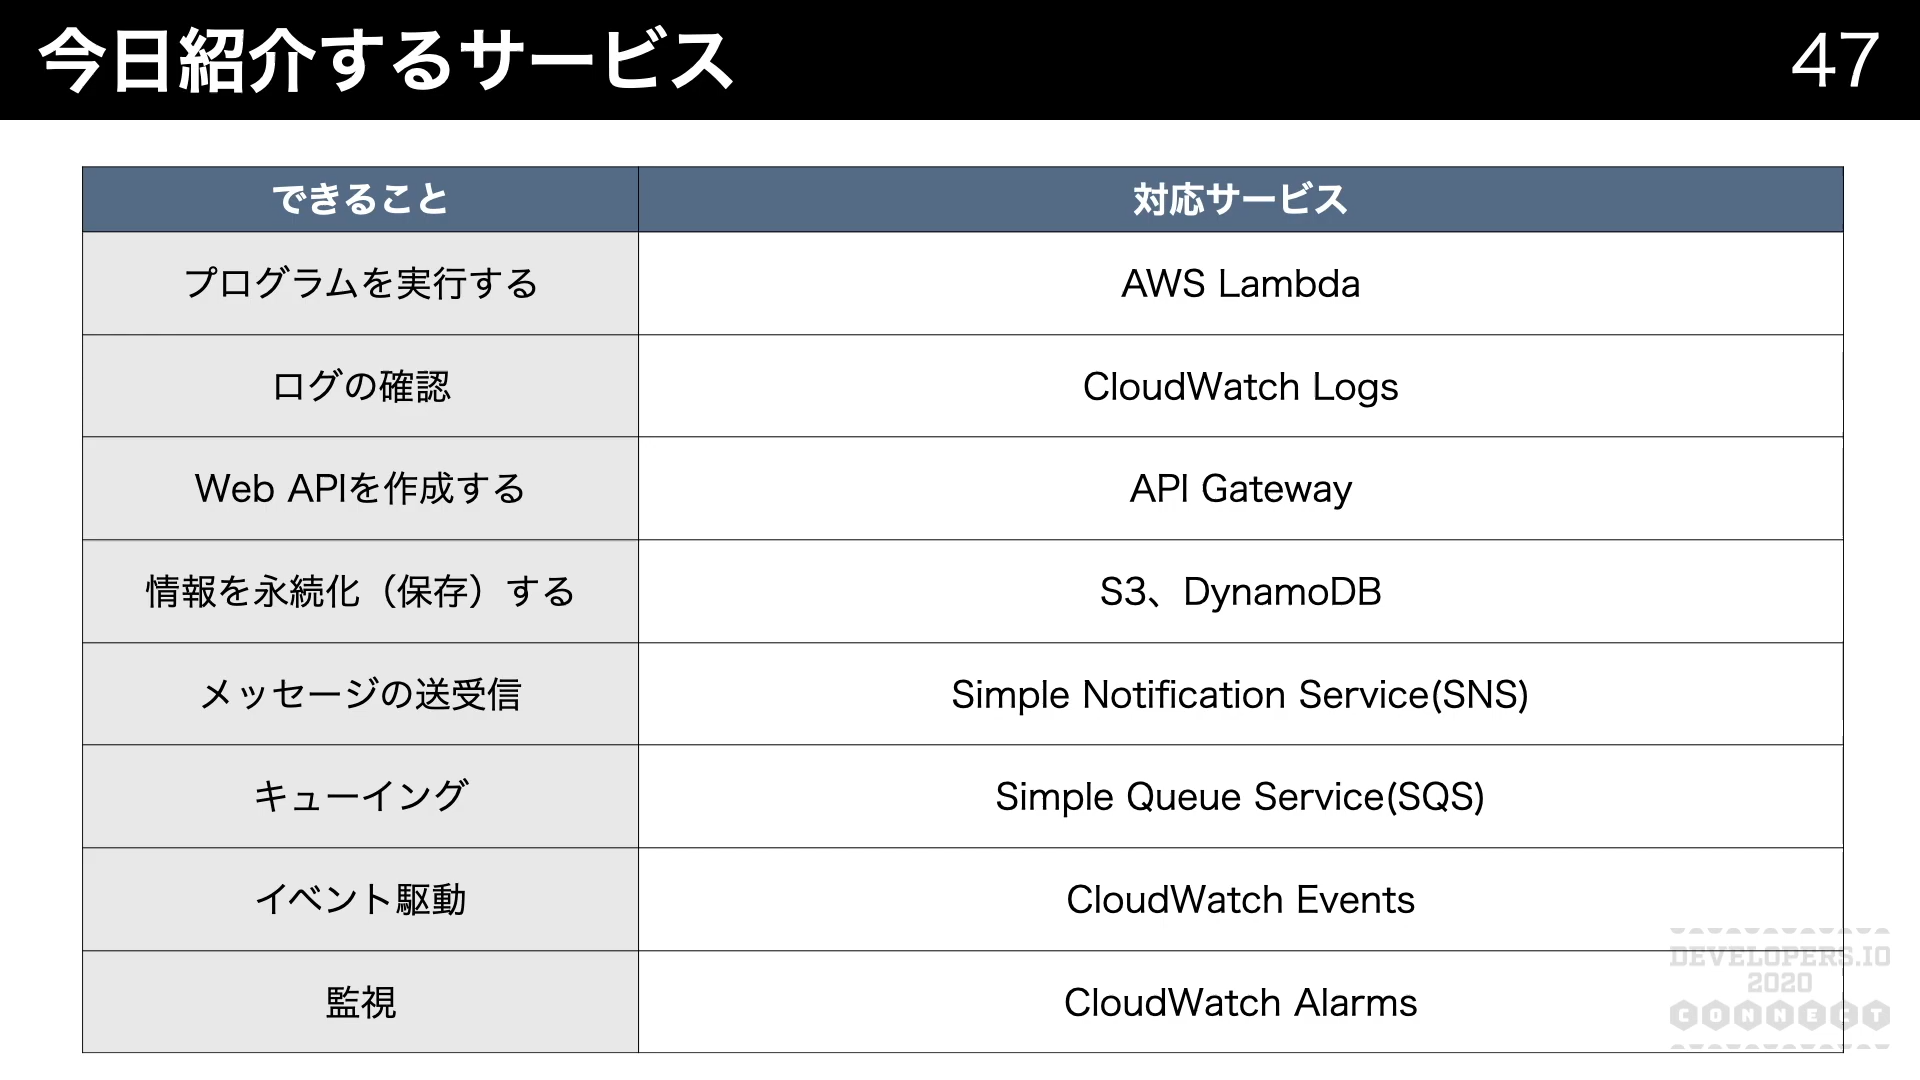 今日紹介するサービス
47
できること
対応サービス
プログラムを実行する
AWS Lambda
ログの確認
CloudWatch Logs
Web APIを作成する
API Gateway
情報を永続化（保存）する
S3、DynamoDB
メッセージの送受信
Simple Notification Service(SNS)
キューイング
Simple Queue Service(SQS)
イベント駆動
CloudWatch Events
監視
CloudWatch Alarms
DEVELOPERS.IO
2020
CONNECT